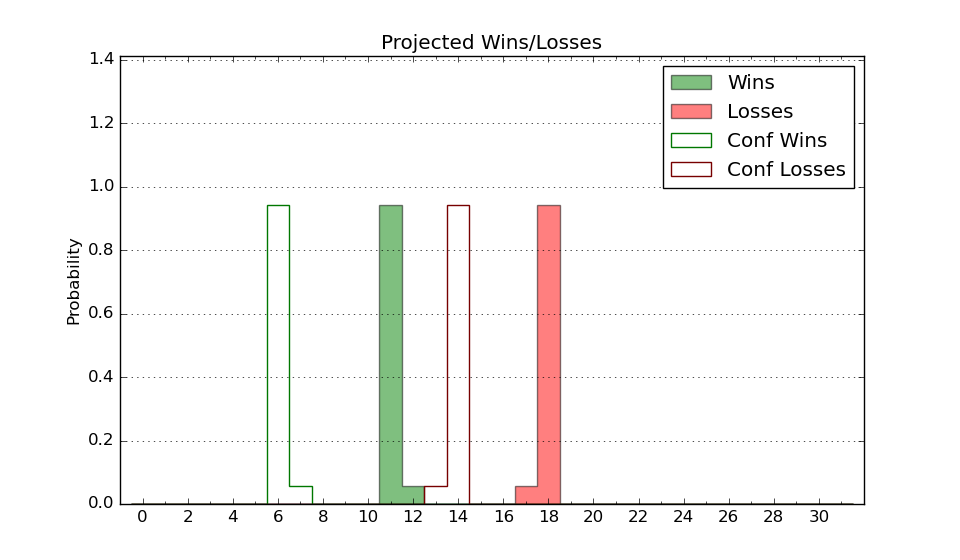 Projected Wins/Losses
1.4
1.2
1.0
0.8
0.6
0.4
0.2
0.0
Probability
Wins
Losses
Conf Wins
Conf Losses
0 2 4 6 8 10 12 14 16 18 20 22 24 26 28 30